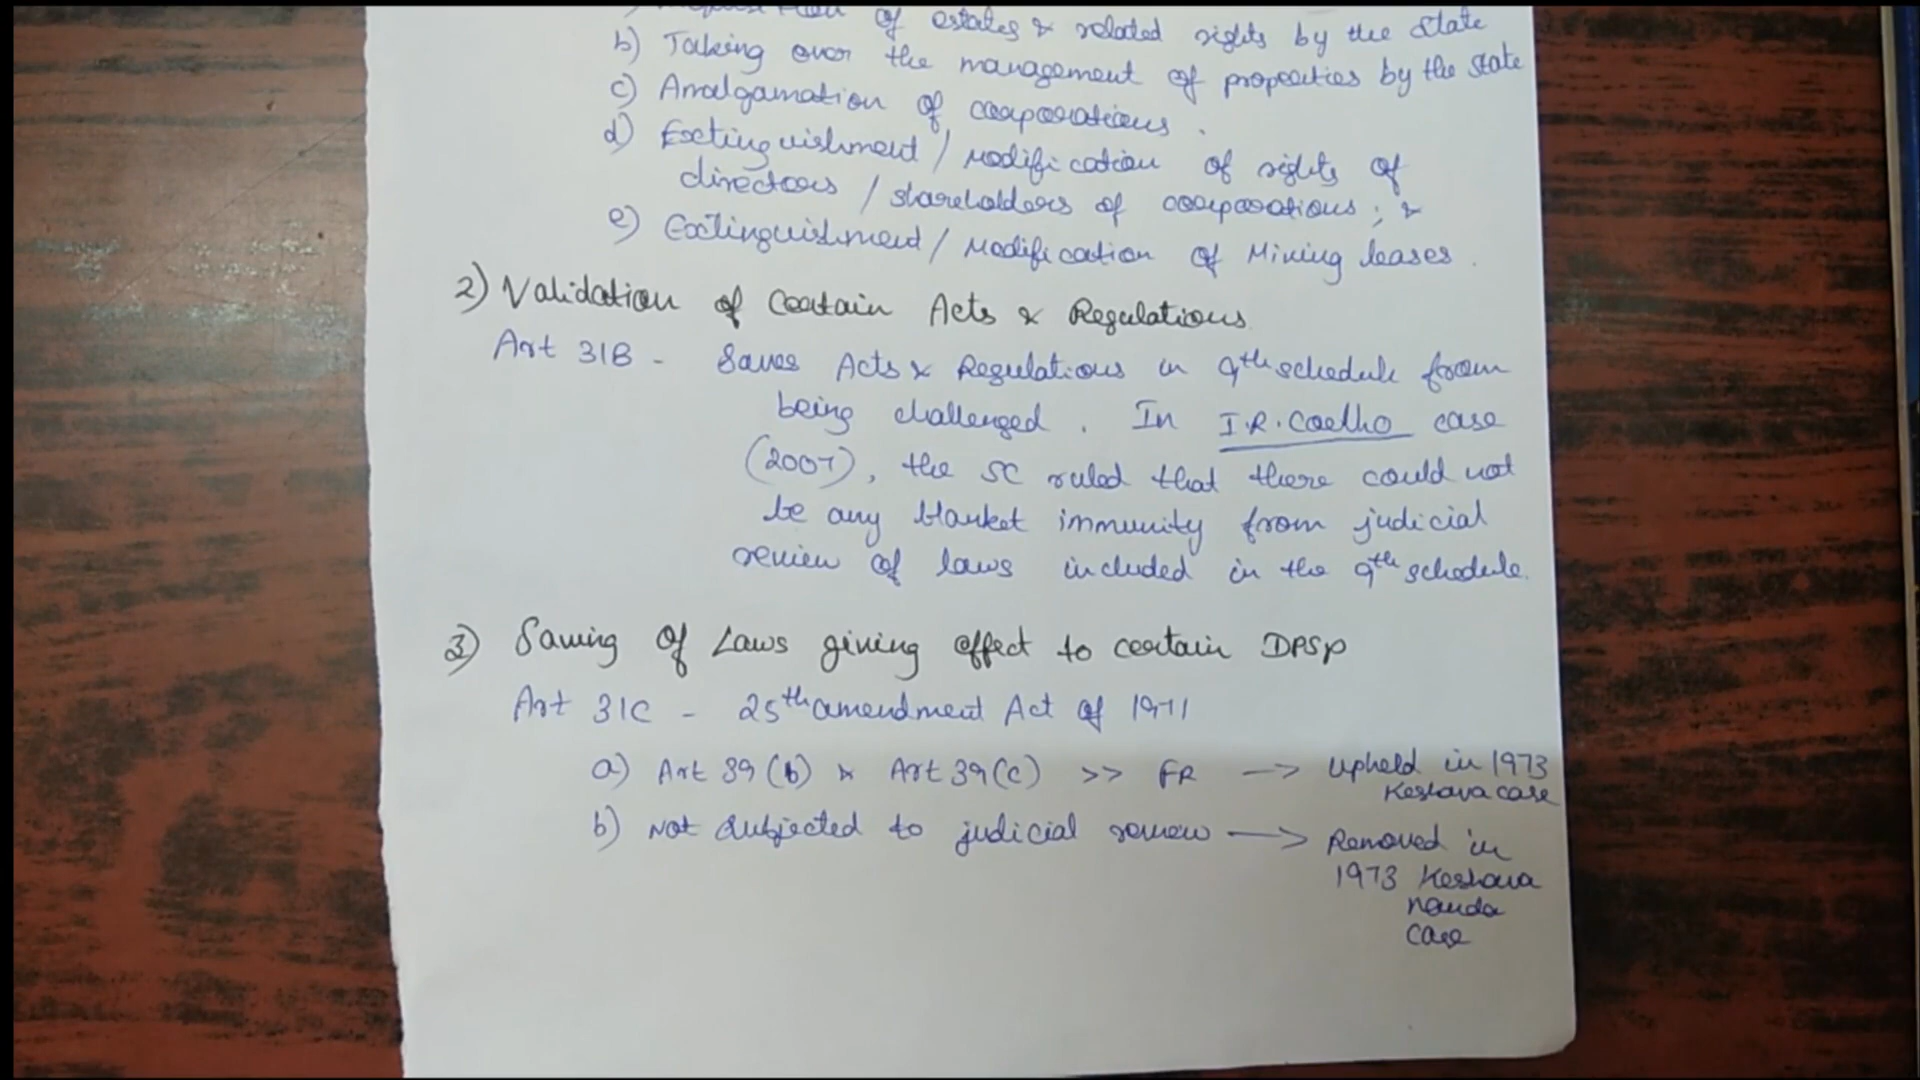 of estates & related rights by the State
b) Taking over the management of properties by the State
c) Amalgamation of corporations.
d) Extinguishment / Modification of rights of
directors / shareholders of corporations; &
e) Extinguishment / Modification of Mining leases.
2) Validation of Certain Acts & Regulations
Art 31B - Saves Acts & Regulations in 9th schedule from
being challenged. In I.R. Coelho case
(2007), the SC ruled that there could not
be any blanket immunity from judicial
review of laws included in the 9th schedule.
3) Saving Of Laws giving effect to certain DPSP
Art 31C - 25th amendment Act of 1971
a) Art 39(b) & Art 39(c) >> FR -> Upheld in 1973
Keshava case
b) Not subjected to judicial review -> Removed in
1973 Keshava
nanda
case